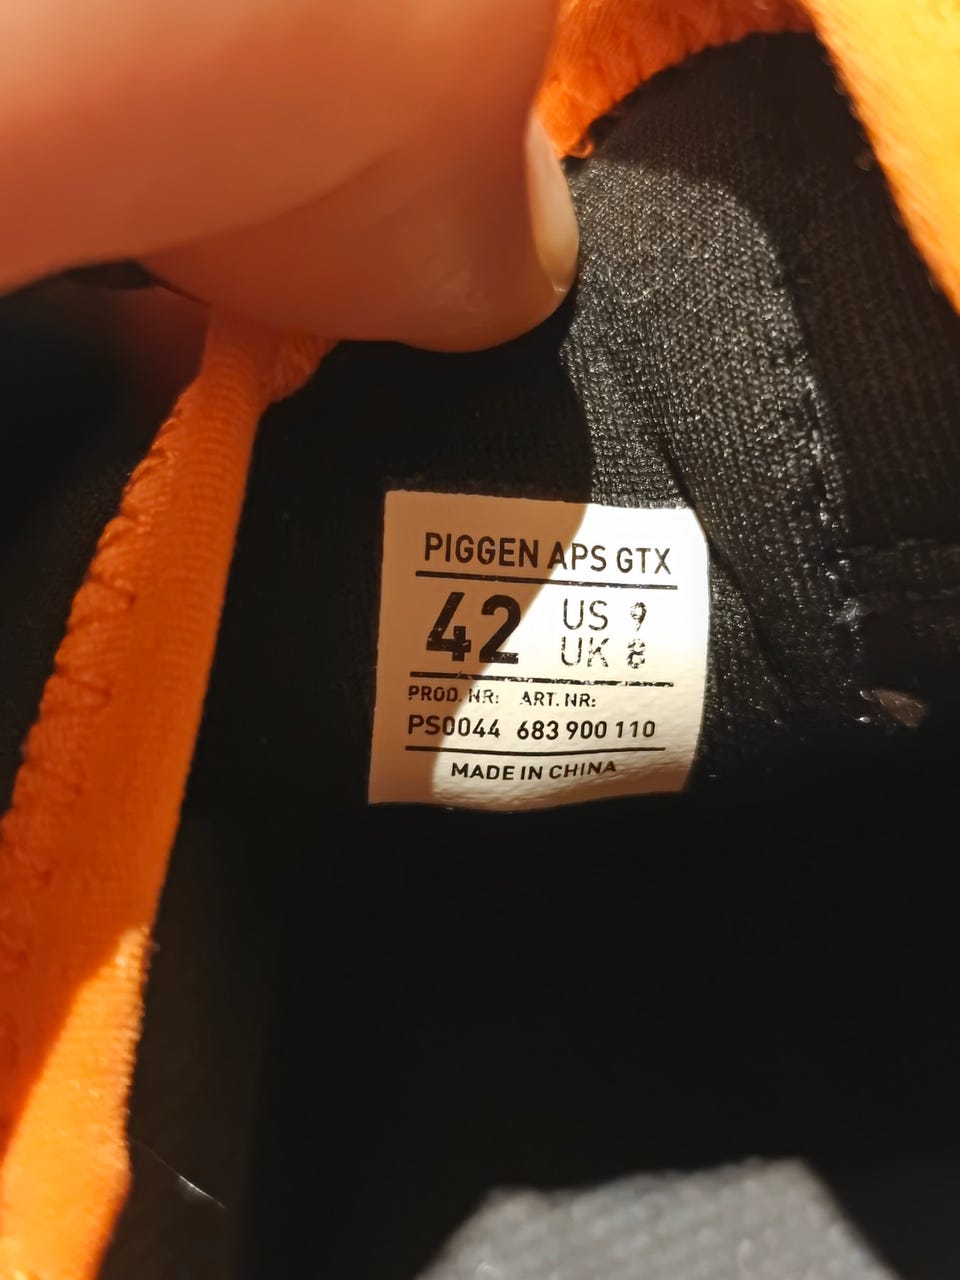 PIGGEN APS GTX
42 US 9
UK 8
PROD. NR: ART. NR:
PS0044 683 900 110
MADE IN CHINA